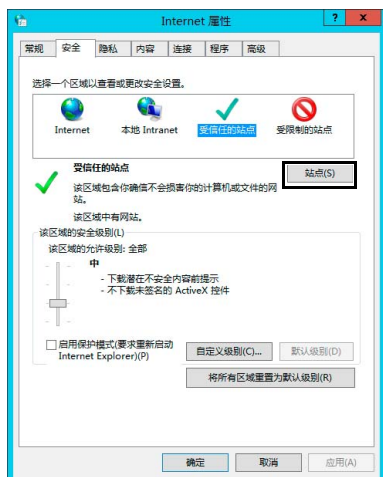 Internet 属性
?
x
常规 安全 隐私 内容 连接 程序 高级
选择一个区域以查看或更改安全设置。
Internet 本地 Intranet 受信任的站点 受限制的站点
受信任的站点
站点(S)
该区域包含你确信不会损害你的计算机或文件的网
站。
该区域中有网站。
该区域的安全级别(L)
该区域的允许级别: 全部
中
- 下载潜在不安全内容前提示
- 不下载未签名的 ActiveX 控件
启用保护模式(要求重新启动
Internet Explorer)(P)
自定义级别(C)... 默认级别(D)
将所有区域重置为默认级别(R)
确定 取消 应用(A)